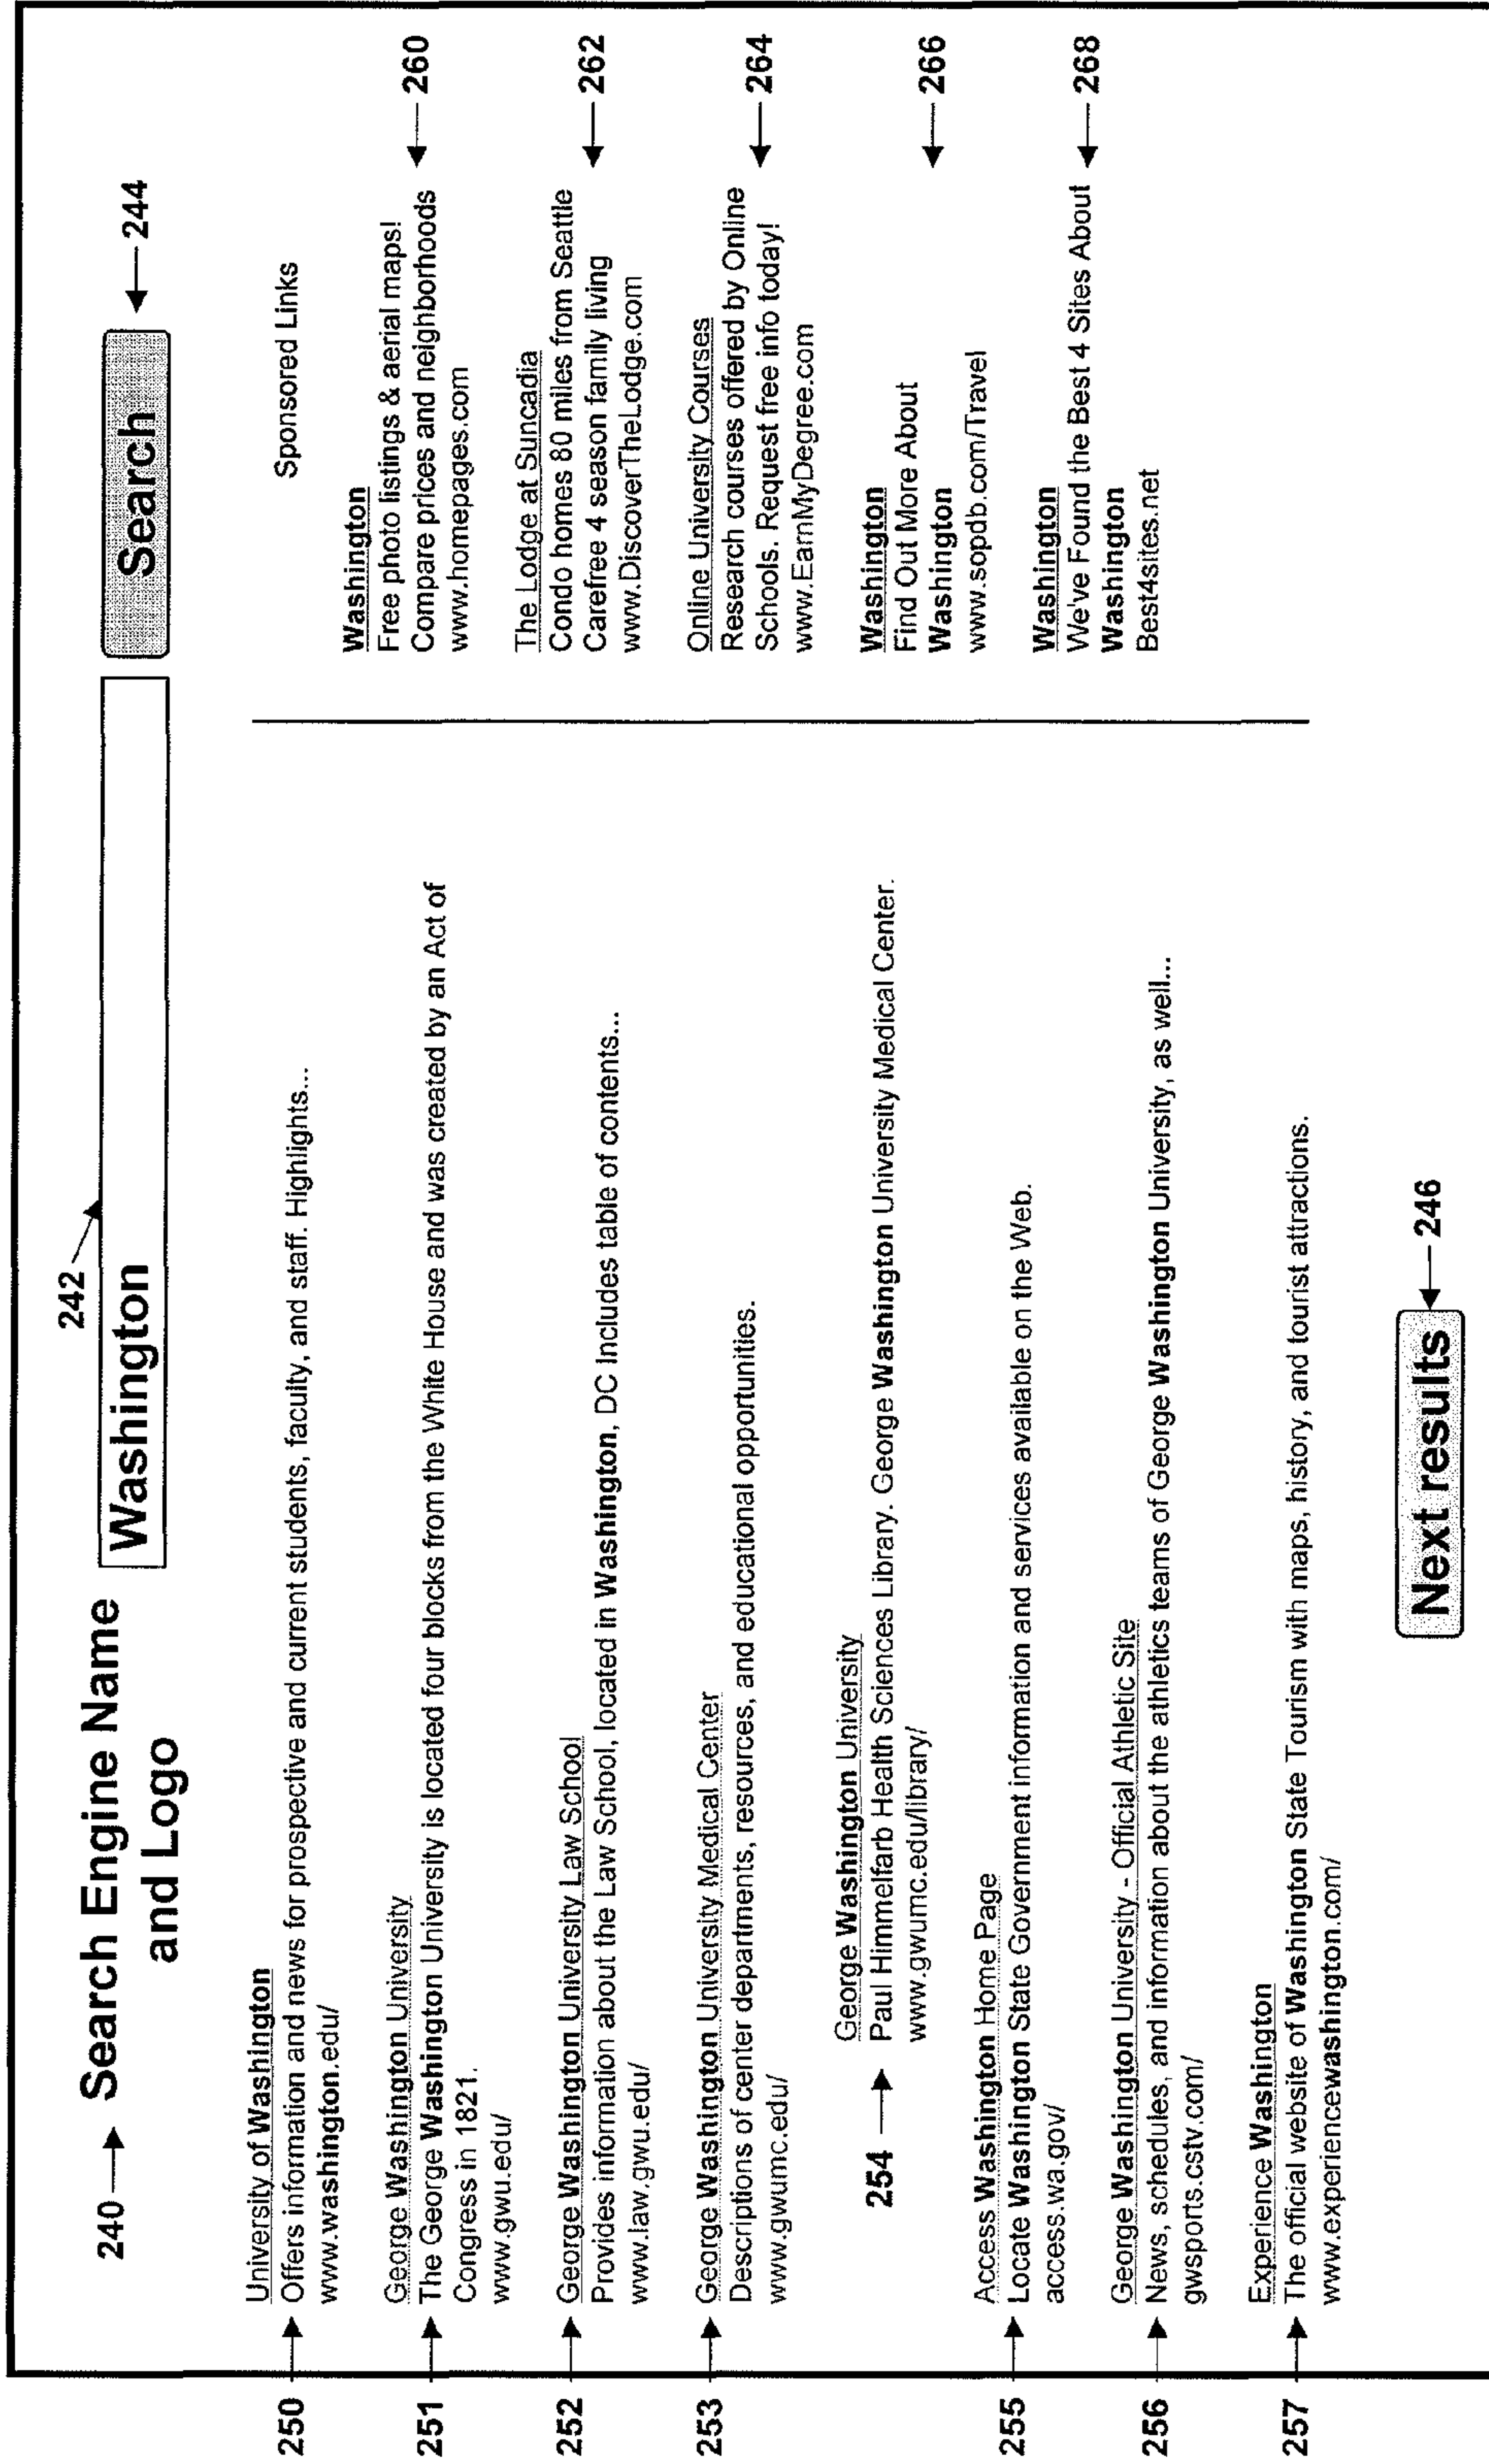 242
240 Search Engine Name
and Logo
Washington
Search 244
250
University of Washington
Offers information and news for prospective and current students, faculty, and staff. Highlights...
www.washington.edu/
251
George Washington University
The George Washington University is located four blocks from the White House and was created by an Act of
Congress in 1821.
www.gwu.edu/
252
George Washington University Law School
Provides information about the Law School, located in Washington, DC Includes table of contents...
www.law.gwu.edu/
253
George Washington University Medical Center
Descriptions of center departments, resources, and educational opportunities.
www.gwumc.edu/
George Washington University
254 Paul Himmelfarb Health Sciences Library. George Washington University Medical Center.
www.gwumc.edu/library/
255
Access Washington Home Page
Locate Washington State Government information and services available on the Web.
access.wa.gov/
256
George Washington University - Official Athletic Site
News, schedules, and information about the athletics teams of George Washington University, as well...
gwsports.cstv.com/
257
Experience Washington
The official website of Washington State Tourism with maps, history, and tourist attractions.
www.experiencewashington.com/
Next results 246
Sponsored Links
Washington
Free photo listings & aerial maps!
Compare prices and neighborhoods 260
www.homepages.com
The Lodge at Suncadia
Condo homes 80 miles from Seattle
Carefree 4 season family living 262
www.DiscoverTheLodge.com
Online University Courses
Research courses offered by Online
Schools. Request free info today! 264
www.EarnMyDegree.com
Washington
Find Out More About
Washington 266
www.sopdb.com/Travel
Washington
We've Found the Best 4 Sites About 268
Washington
Best4sites.net